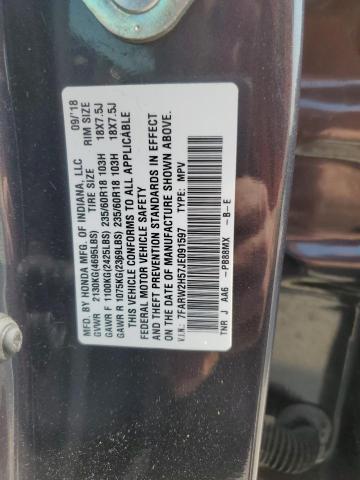 MFD. BY HONDA MFG. OF INDIANA, LLC 09/18
GVWR 2130KG(4695LBS) TIRE SIZE RIM SIZE
GAWR F 1100KG(2425LBS) 235/60R18 103H 18X7.5J
GAWR R 1075KG(2369LBS) 235/60R18 103H 18X7.5J
THIS VEHICLE CONFORMS TO ALL APPLICABLE
FEDERAL MOTOR VEHICLE SAFETY
AND THEFT PREVENTION STANDARDS IN EFFECT
ON THE DATE OF MANUFACTURE SHOWN ABOVE.
V.I.N.: 7FARW2H57JE091597 TYPE: MPV
TNR J AA6 -PB88MX -B-E